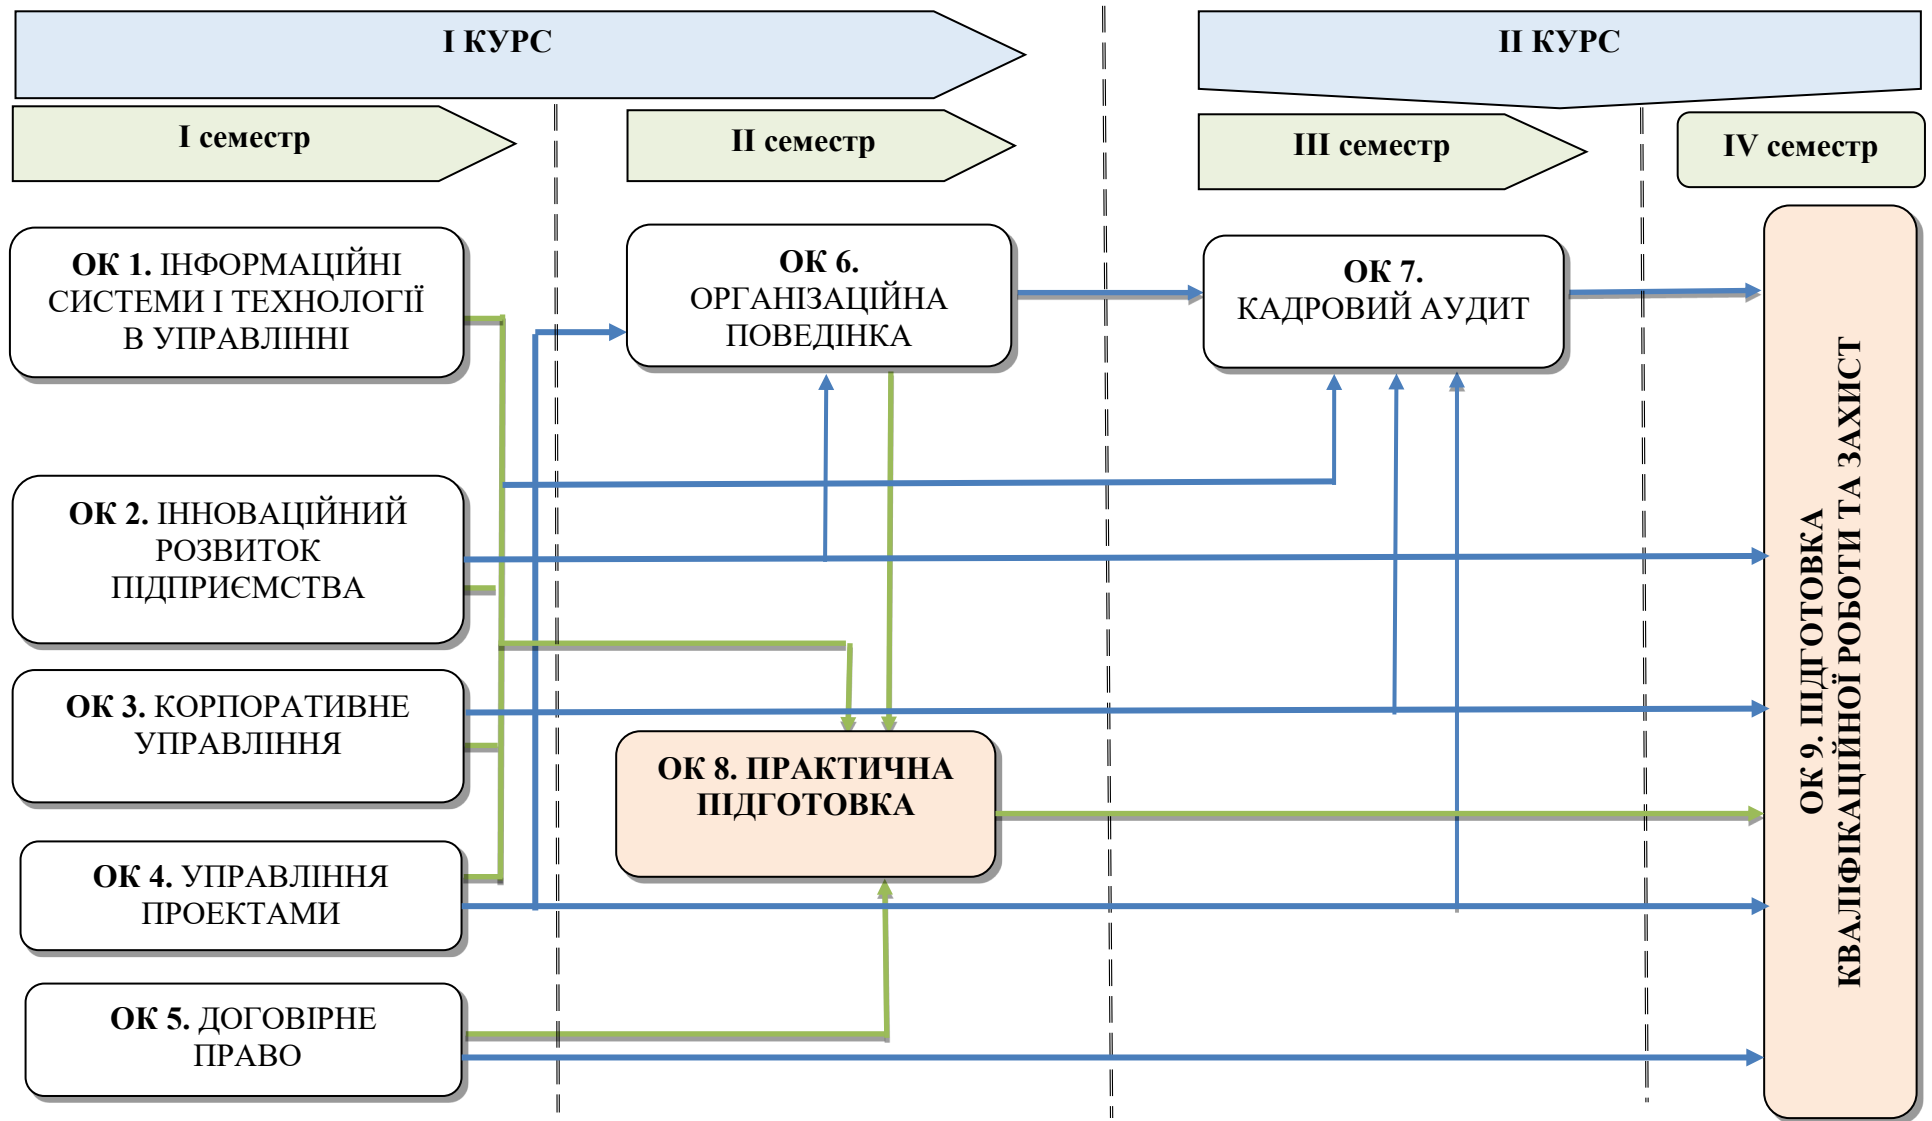 І КУРС
ІІ КУРС
І семестр
ІІ семестр
ІІІ семестр
ІV семестр
ОК 1. ІНФОРМАЦІЙНІ
СИСТЕМИ І ТЕХНОЛОГІЇ
В УПРАВЛІННІ
ОК 6.
ОРГАНІЗАЦІЙНА
ПОВЕДІНКА
ОК 7.
КАДРОВИЙ АУДИТ
ОК 2. ІННОВАЦІЙНИЙ
РОЗВИТОК
ПІДПРИЄМСТВА
ОК 3. КОРПОРАТИВНЕ
УПРАВЛІННЯ
ОК 8. ПРАКТИЧНА
ПІДГОТОВКА
ОК 4. УПРАВЛІННЯ
ПРОЕКТАМИ
ОК 5. ДОГОВІРНЕ
ПРАВО
ОК 9. ПІДГОТОВКА
КВАЛІФІКАЦІЙНОЇ РОБОТИ ТА ЗАХИСТ